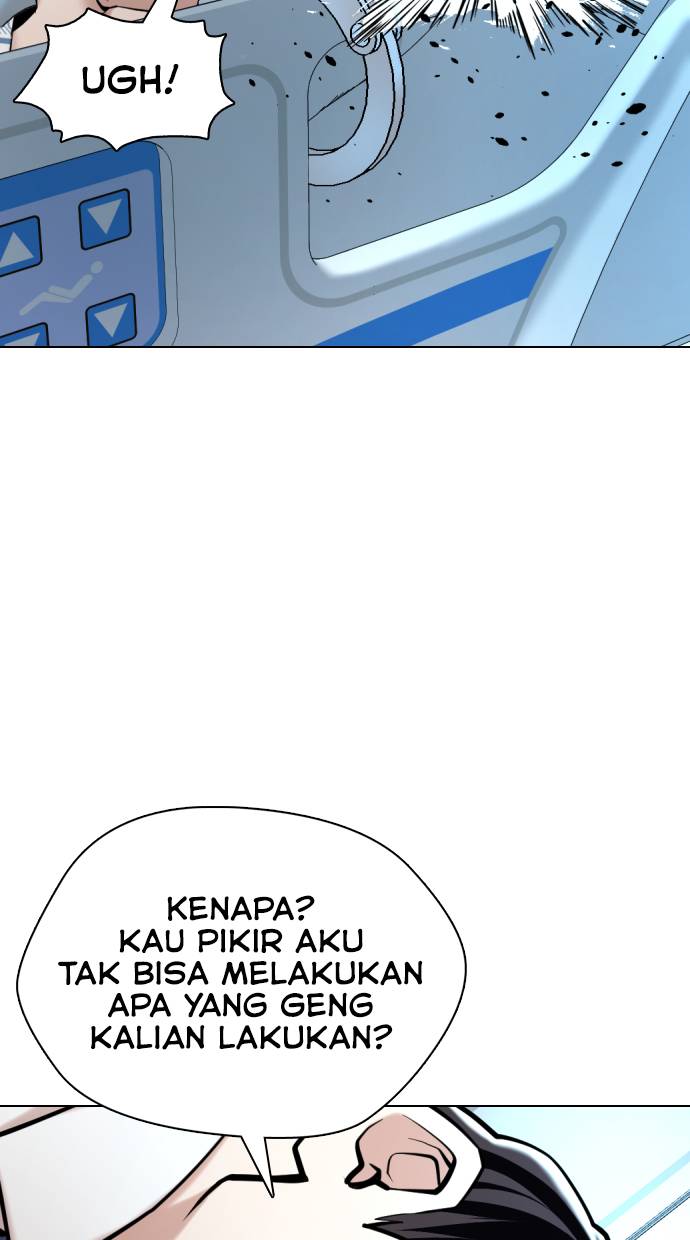 UGH!
KENAPA?
KAU PIKIR AKU
TAK BISA MELAKUKAN
APA YANG GENG
KALIAN LAKUKAN?